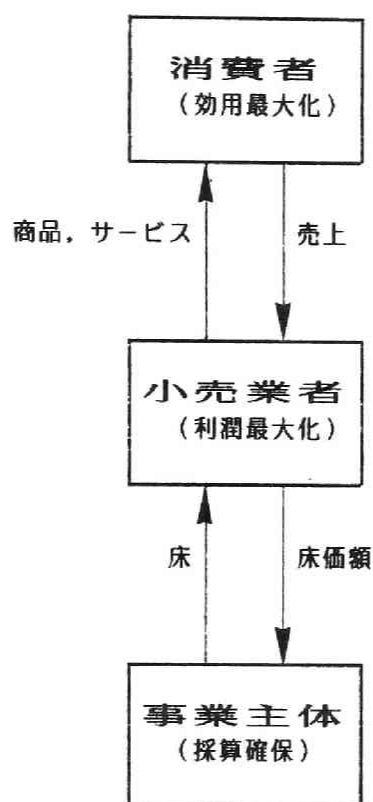 消費者
(効用最大化)
商品，サービス
売上
小売業者
(利潤最大化)
床
床価額
事業主体
(採算確保)